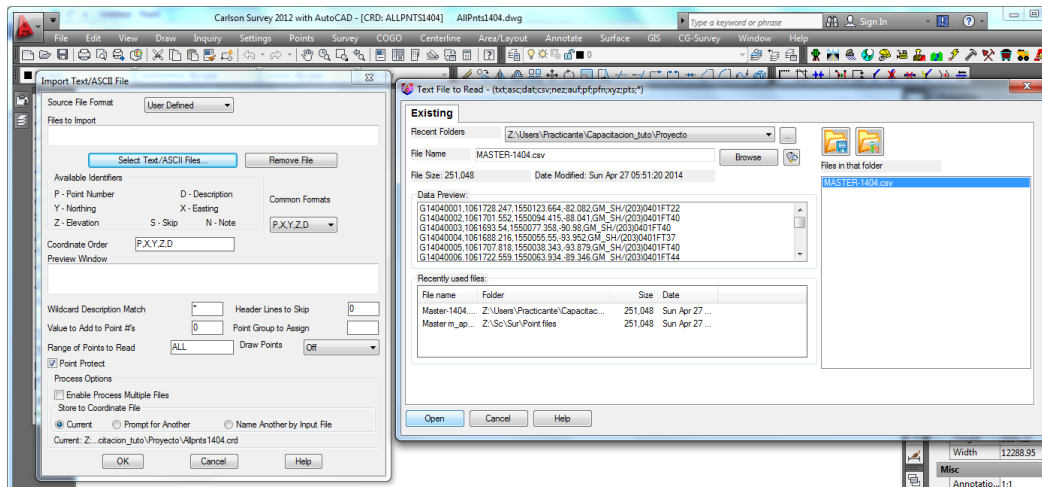 Carlson Survey 2012 with AutoCAD - [CRD: ALLPNTS1404]    AllPnts1404.dwg
Type a keyword or phrase
Sign In
File Edit View Draw Inquiry Settings Points Survey COGO Centerline Area/Layout Annotate Surface GIS CG-Survey Window Help
0
Import Text/ASCII File
Source File Format
User Defined
Files to Import
Select Text/ASCII Files...
Remove File
Available Identifiers
P - Point Number
D - Description
Y - Northing
X - Easting
Z - Elevation
S - Skip
N - Note
Common Formats
P,X,Y,Z,D
Coordinate Order
P,X,Y,Z,D
Preview Window
Wildcard Description Match
*
Header Lines to Skip
0
Value to Add to Point #'s
0
Point Group to Assign
Range of Points to Read
ALL
Draw Points
Off
Point Protect
Process Options
Enable Process Multiple Files
Store to Coordinate File
Current
Prompt for Another
Name Another by Input File
Current: Z:...citacion_tuto\Proyecto\Allpnts1404.crd
OK
Cancel
Help
Text File to Read - (txt;asc;dat;csv;nez;auf;pf;pfn;xyz;pts;*)
Existing
Recent Folders
Z:\Users\Practicante\Capacitacion_tuto\Proyecto
...
File Name
MASTER-1404.csv
Browse
File Size: 251,048
Date Modified: Sun Apr 27 05:51:20 2014
Data Preview:
G14040001,1061728.247,1550123.664,-82.082,GM_SH/(203)0401FT22
G14040002,1061701.552,1550094.415,-88.041,GM_SH/(203)0401FT40
G14040003,1061693.54,1550077.358,-90.98,GM_SH/(203)0401FT40
G14040004,1061688.216,1550055.55,-93.952,GM_SH/(203)0401FT37
G14040005,1061707.818,1550038.343,-93.879,GM_SH/(203)0401FT40
G14040006,1061722.559,1550063.934,-89.346,GM_SH/(203)0401FT44
Recently used files:
File name Folder Size Date
Master-1404.... Z:\Users\Practicante\Capacitac... 251,048 Sun Apr 27 ...
Master m_ap... Z:\Sc\Sur\Point files 251,048 Sun Apr 27 ...
Files in that folder
MASTER-1404.csv
Open
Cancel
Help
Width
12288.95
Misc
Annotatio...
1:1